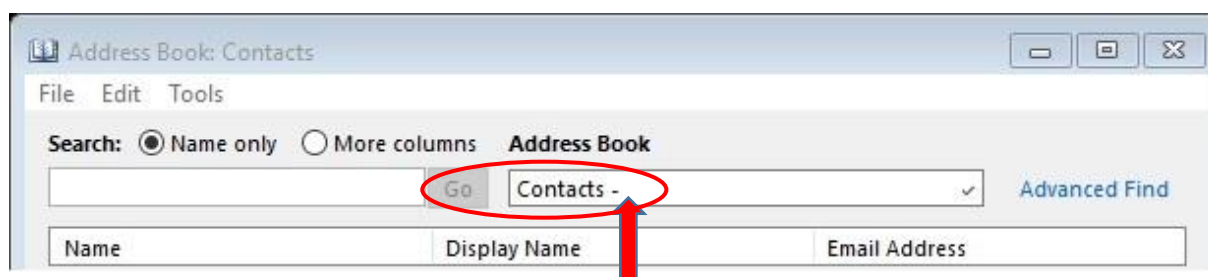 Address Book: Contacts
File Edit Tools
Search: Name only More columns Address Book
Go Contacts - Advanced Find
Name Display Name Email Address